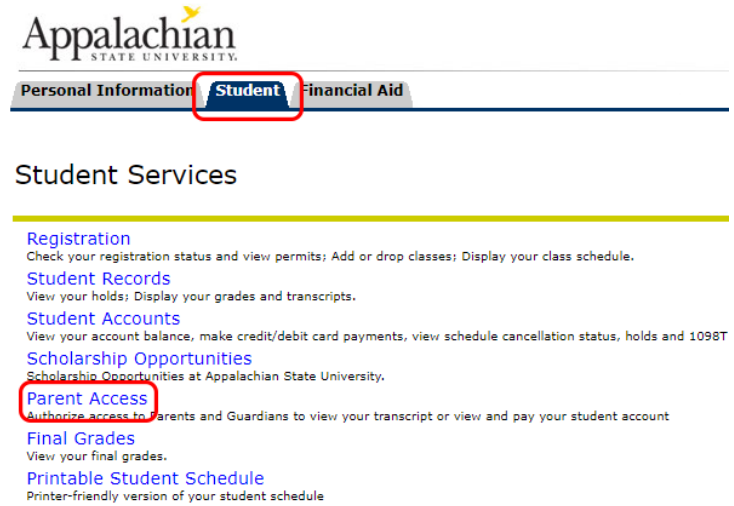 Appalachian
STATE UNIVERSITY.
Personal Information Student Financial Aid
Student Services
Registration
Check your registration status and view permits; Add or drop classes; Display your class schedule.
Student Records
View your holds; Display your grades and transcripts.
Student Accounts
View your account balance, make credit/debit card payments, view schedule cancellation status, holds and 1098T
Scholarship Opportunities
Scholarship Opportunities at Appalachian State University.
Parent Access
Authorize access to Parents and Guardians to view your transcript or view and pay your student account
Final Grades
View your final grades.
Printable Student Schedule
Printer-friendly version of your student schedule